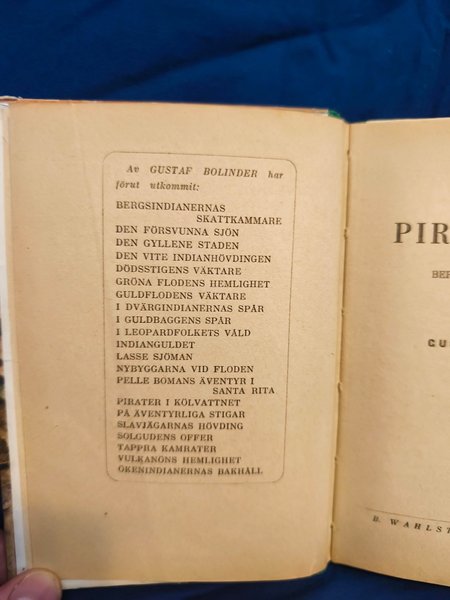 Av GUSTAF BOLINDER har
förut utkommit:
BERGSINDIANERNAS
SKATTKAMMARE
DEN FÖRSVUNNA SJÖN
DEN GYLLENE STADEN
DEN VITE INDIANHÖVDINGEN
DÖDSSTIGENS VÄKTARE
GRÖNA FLODENS HEMLIGHET
GULDFLODENS VÄKTARE
I DVÄRGINDIANERNAS SPÅR
I GULDBAGGENS SPÅR
I LEOPARDFOLKETS VÅLD
INDIANGULDET
LASSE SJÖMAN
NYBYGGARNA VID FLODEN
PELLE BOMANS ÄVENTYR I
SANTA RITA
PIRATER I KÖLVATTNET
PÅ ÄVENTYRLIGA STIGAR
SLAVJÄGARNAS HÖVDING
SOLGUDENS OFFER
TAPPRA KAMRATER
VULKANÖNS HEMLIGHET
ÖKENINDIANERNAS BAKHÅLL
PIR
BER
GU
B. WAHLST